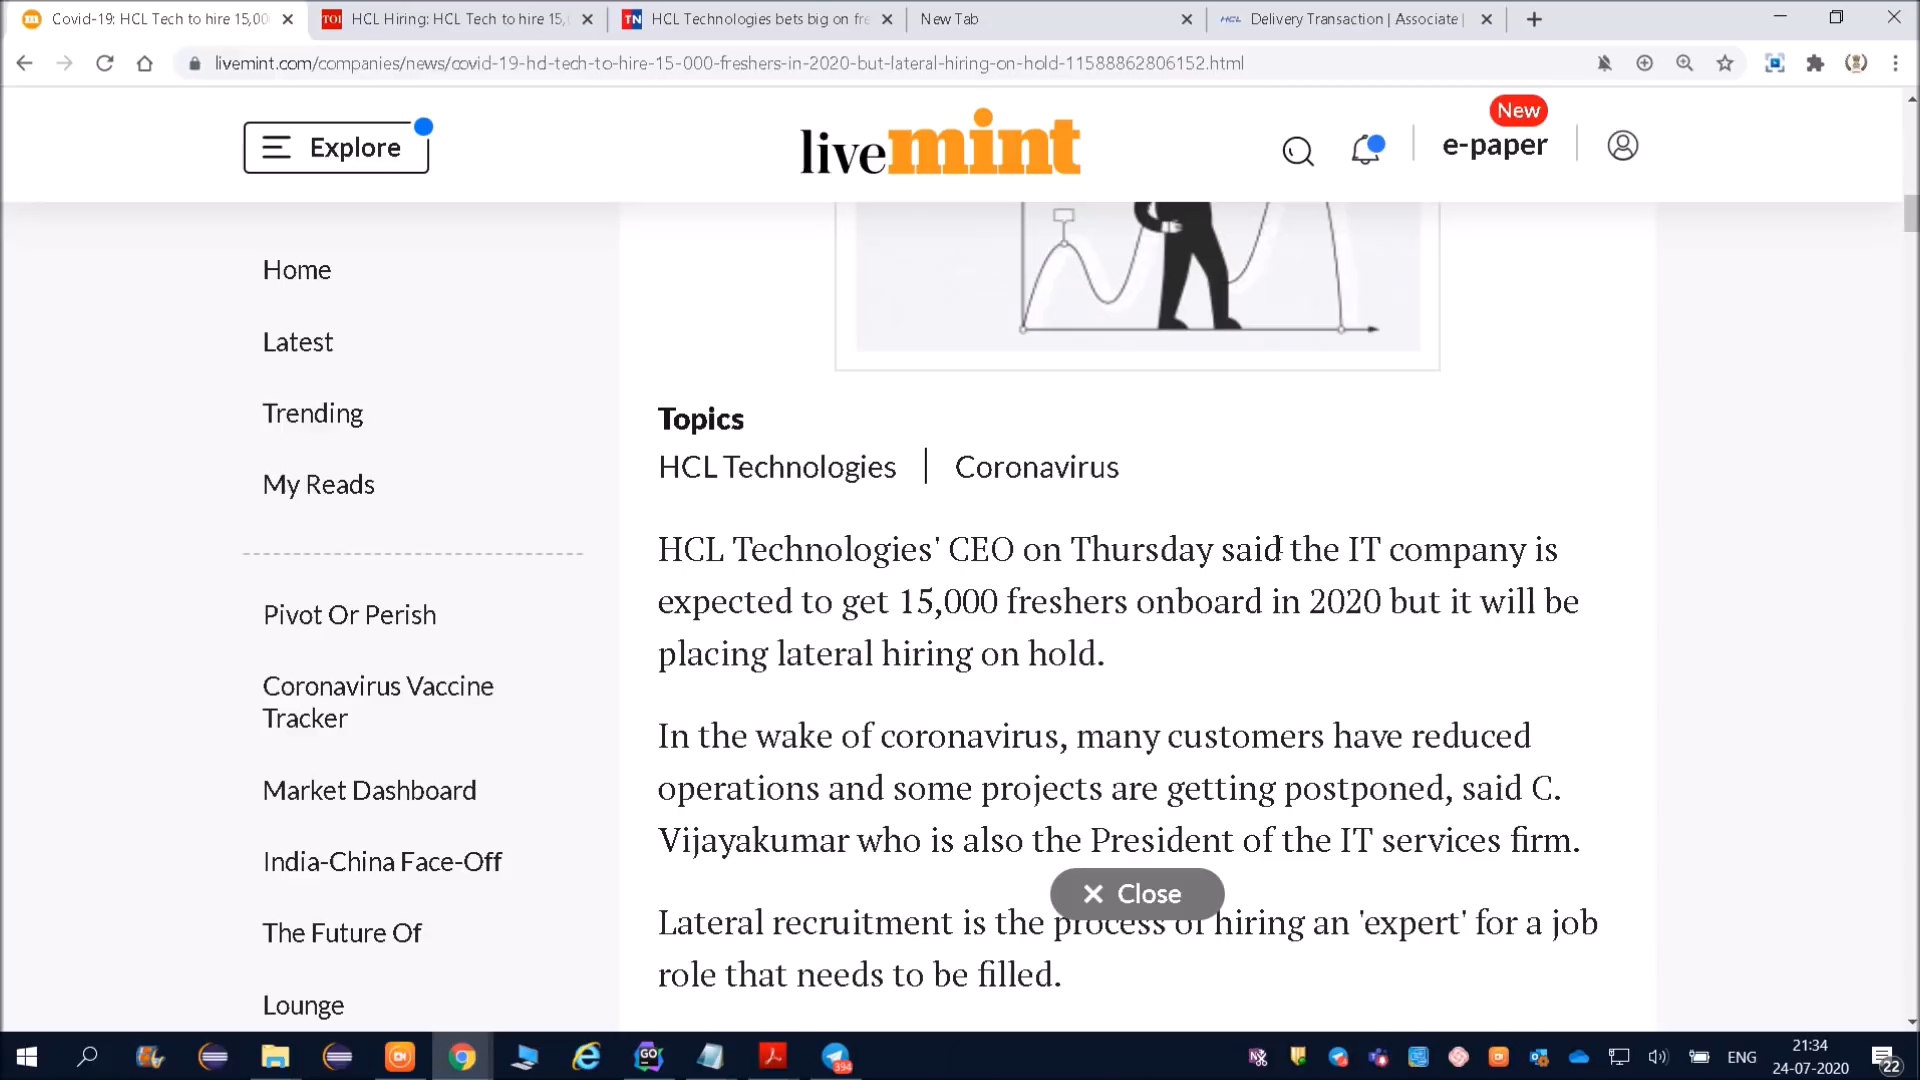 Covid-19: HCL Tech to hire 15,00
HCL Hiring: HCL Tech to hire 15,
HCL Technologies bets big on fre
New Tab
Delivery Transaction | Associate |
livemint.com/companies/news/covid-19-hd-tech-to-hire-15-000-freshers-in-2020-but-lateral-hiring-on-hold-11588862806152.html
Explore
livemint
New
e-paper
Home
Latest
Trending
My Reads
Pivot Or Perish
Coronavirus Vaccine
Tracker
Market Dashboard
India-China Face-Off
The Future Of
Lounge
Topics
HCL Technologies | Coronavirus
HCL Technologies' CEO on Thursday said the IT company is
expected to get 15,000 freshers onboard in 2020 but it will be
placing lateral hiring on hold.
In the wake of coronavirus, many customers have reduced
operations and some projects are getting postponed, said C.
Vijayakumar who is also the President of the IT services firm.
Close
Lateral recruitment is the process of hiring an 'expert' for a job
role that needs to be filled.
ENG
21:34
24-07-2020
22
394